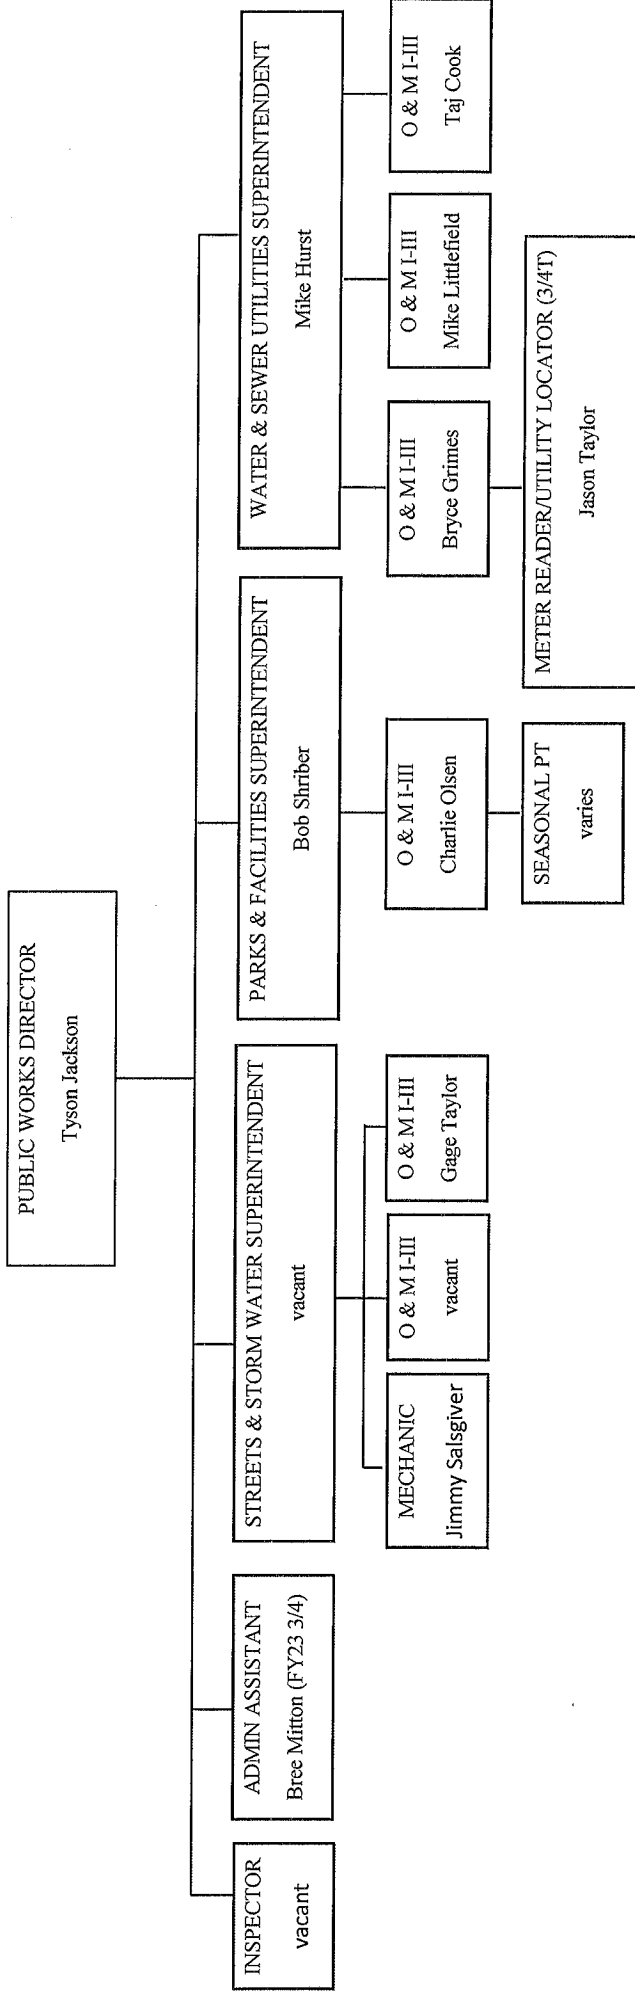 PUBLIC WORKS DIRECTOR
Tyson Jackson
INSPECTOR
vacant
ADMIN ASSISTANT
Bree Mitton (FY23 3/4)
STREETS & STORM WATER SUPERINTENDENT
vacant
PARKS & FACILITIES SUPERINTENDENT
Bob Shriber
WATER & SEWER UTILITIES SUPERINTENDENT
Mike Hurst
MECHANIC
Jimmy Salsgiver
O & M I-III
vacant
O & M I-III
Gage Taylor
O & M I-III
Charlie Olsen
O & M I-III
Bryce Grimes
O & M I-III
Mike Littlefield
O & M I-III
Taj Cook
SEASONAL PT
varies
METER READER/UTILITY LOCATOR (3/4T)
Jason Taylor